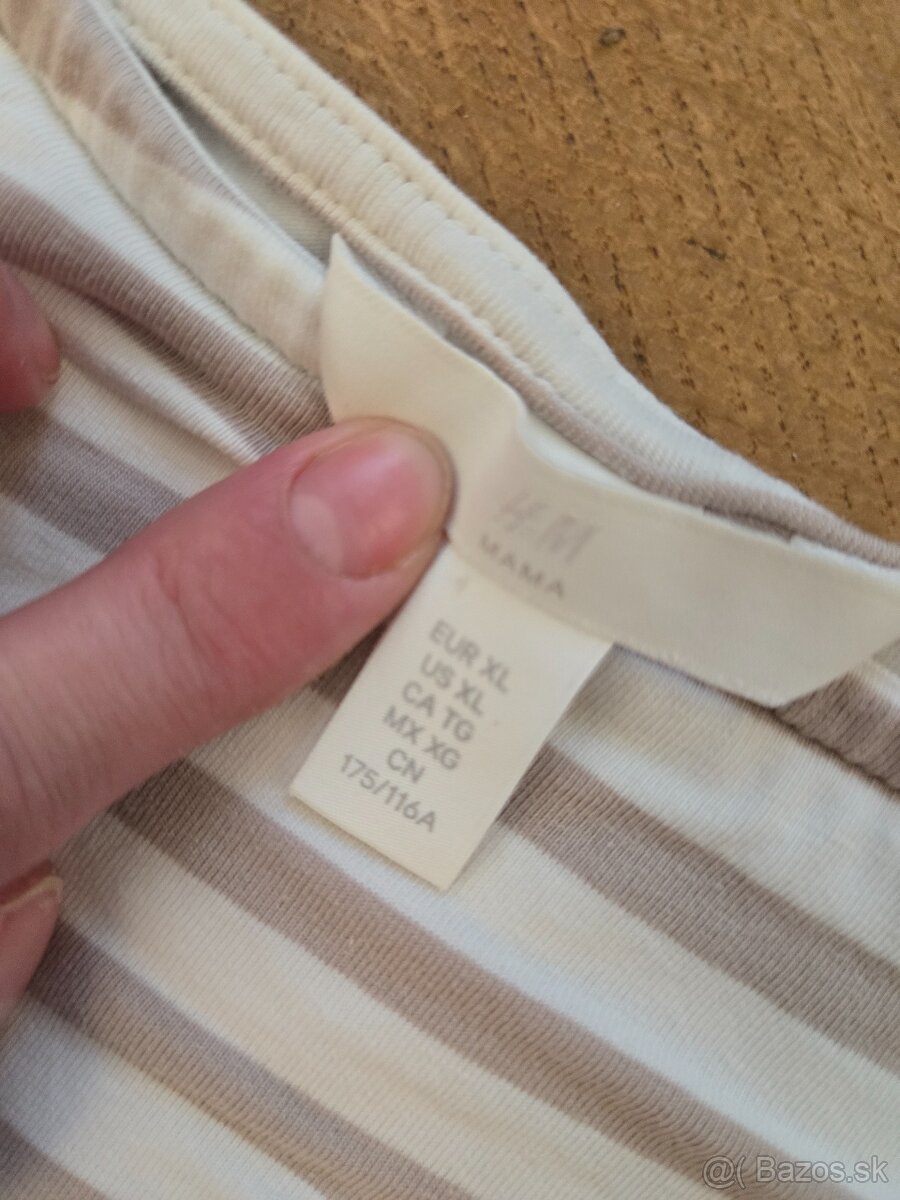 H&M
MAMA
EUR XL
US XL
CA TG
MX XG
CN
175/116A
@( Bazos.sk